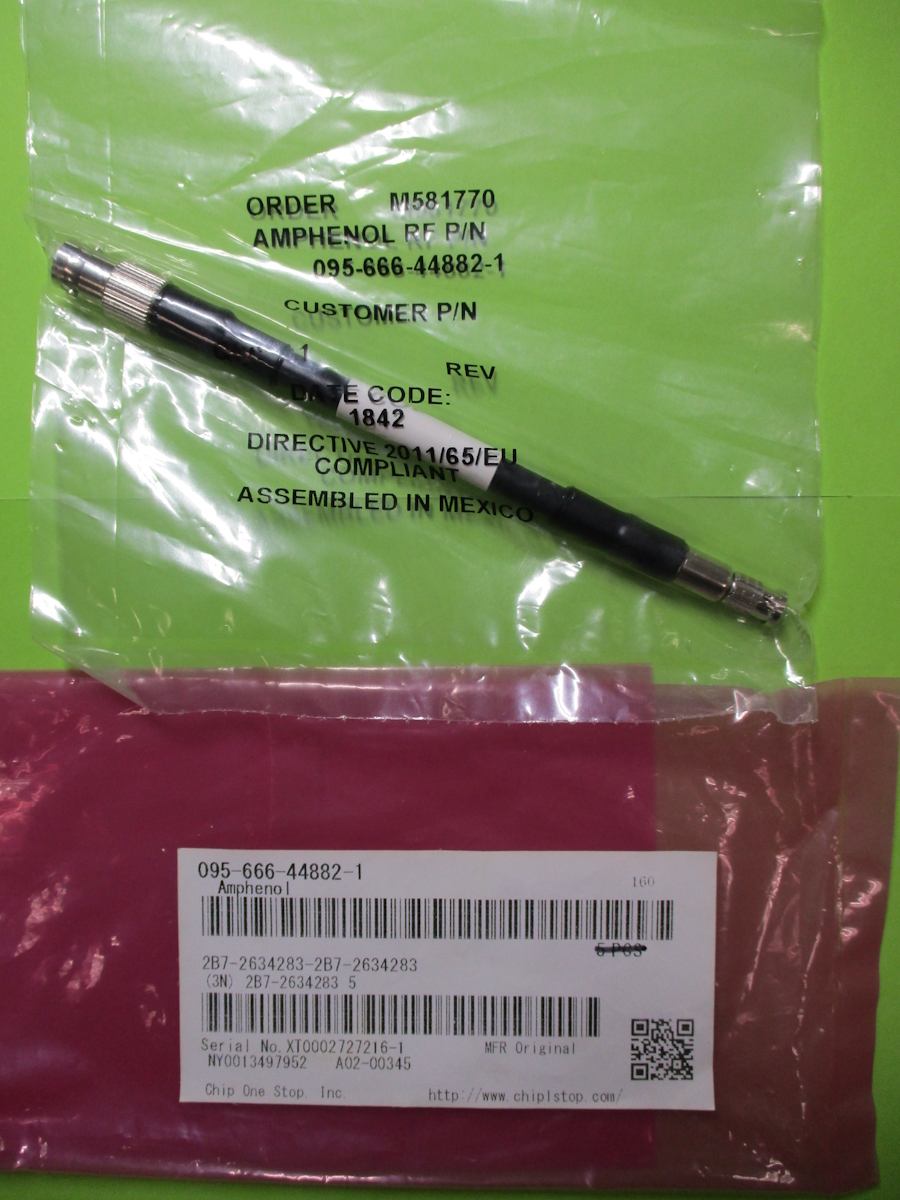 ORDER M581770
AMPHENOL RF P/N
095-666-44882-1
CUSTOMER P/N
1
REV
DATE CODE:
1842
DIRECTIVE 2011/65/EU
COMPLIANT
ASSEMBLED IN MEXICO
095-666-44882-1
Amphenol
160
5 PCS
2B7-2634283-2B7-2634283
(3N) 2B7-2634283 5
Serial No.XT0002727216-1 MFR Original
NY0013497952 A02-00345
Chip One Stop. Inc. http://www.chip1stop.com/